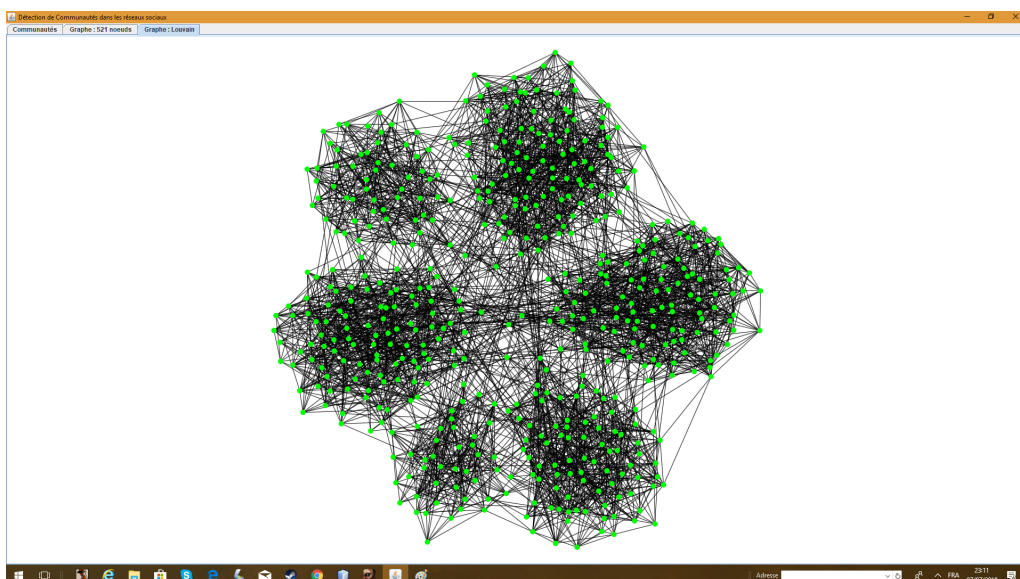 Détection de Communautés dans les réseaux sociaux
Communautés Graphe : 521 noeuds Graphe : Louvain
Adresse FRA 23:11